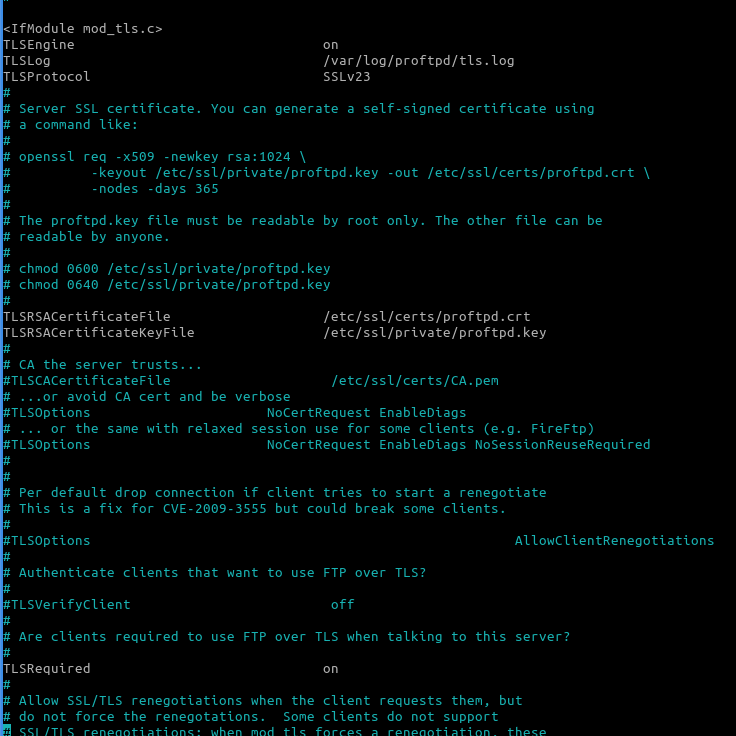 <IfModule mod_tls.c>
TLSEngine                               on
TLSLog                                  /var/log/proftpd/tls.log
TLSProtocol                             SSLv23
#
# Server SSL certificate. You can generate a self-signed certificate using
# a command like:
#
# openssl req -x509 -newkey rsa:1024 \
#          -keyout /etc/ssl/private/proftpd.key -out /etc/ssl/certs/proftpd.crt \
#          -nodes -days 365
#
# The proftpd.key file must be readable by root only. The other file can be
# readable by anyone.
#
# chmod 0600 /etc/ssl/private/proftpd.key
# chmod 0640 /etc/ssl/private/proftpd.key
#
TLSRSACertificateFile                   /etc/ssl/certs/proftpd.crt
TLSRSACertificateKeyFile                /etc/ssl/private/proftpd.key
#
# CA the server trusts...
#TLSCACertificateFile                    /etc/ssl/certs/CA.pem
# ...or avoid CA cert and be verbose
#TLSOptions                      NoCertRequest EnableDiags
# ... or the same with relaxed session use for some clients (e.g. FireFtp)
#TLSOptions                      NoCertRequest EnableDiags NoSessionReuseRequired
#
#
# Per default drop connection if client tries to start a renegotiate
# This is a fix for CVE-2009-3555 but could break some clients.
#
#TLSOptions                                                     AllowClientRenegotiations
#
# Authenticate clients that want to use FTP over TLS?
#
#TLSVerifyClient                         off
#
# Are clients required to use FTP over TLS when talking to this server?
#
TLSRequired                             on
#
# Allow SSL/TLS renegotiations when the client requests them, but
# do not force the renegotations.  Some clients do not support
# SSL/TLS renegotiations; when mod_tls forces a renegotiation, these